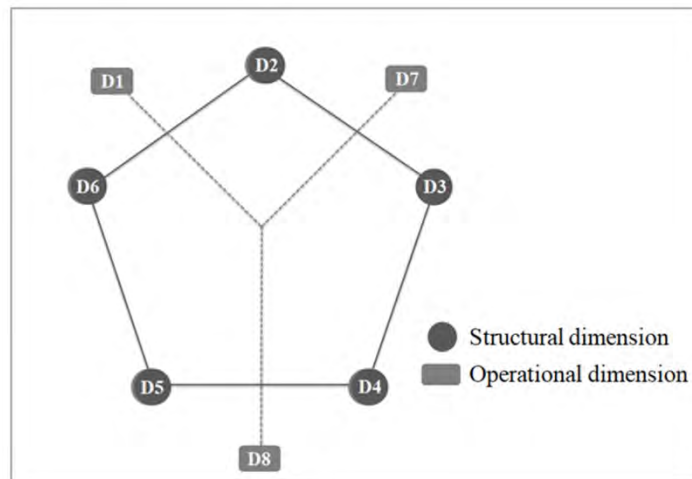 D2
D1
D7
D6
D3
Structural dimension
Operational dimension
D5
D4
D8